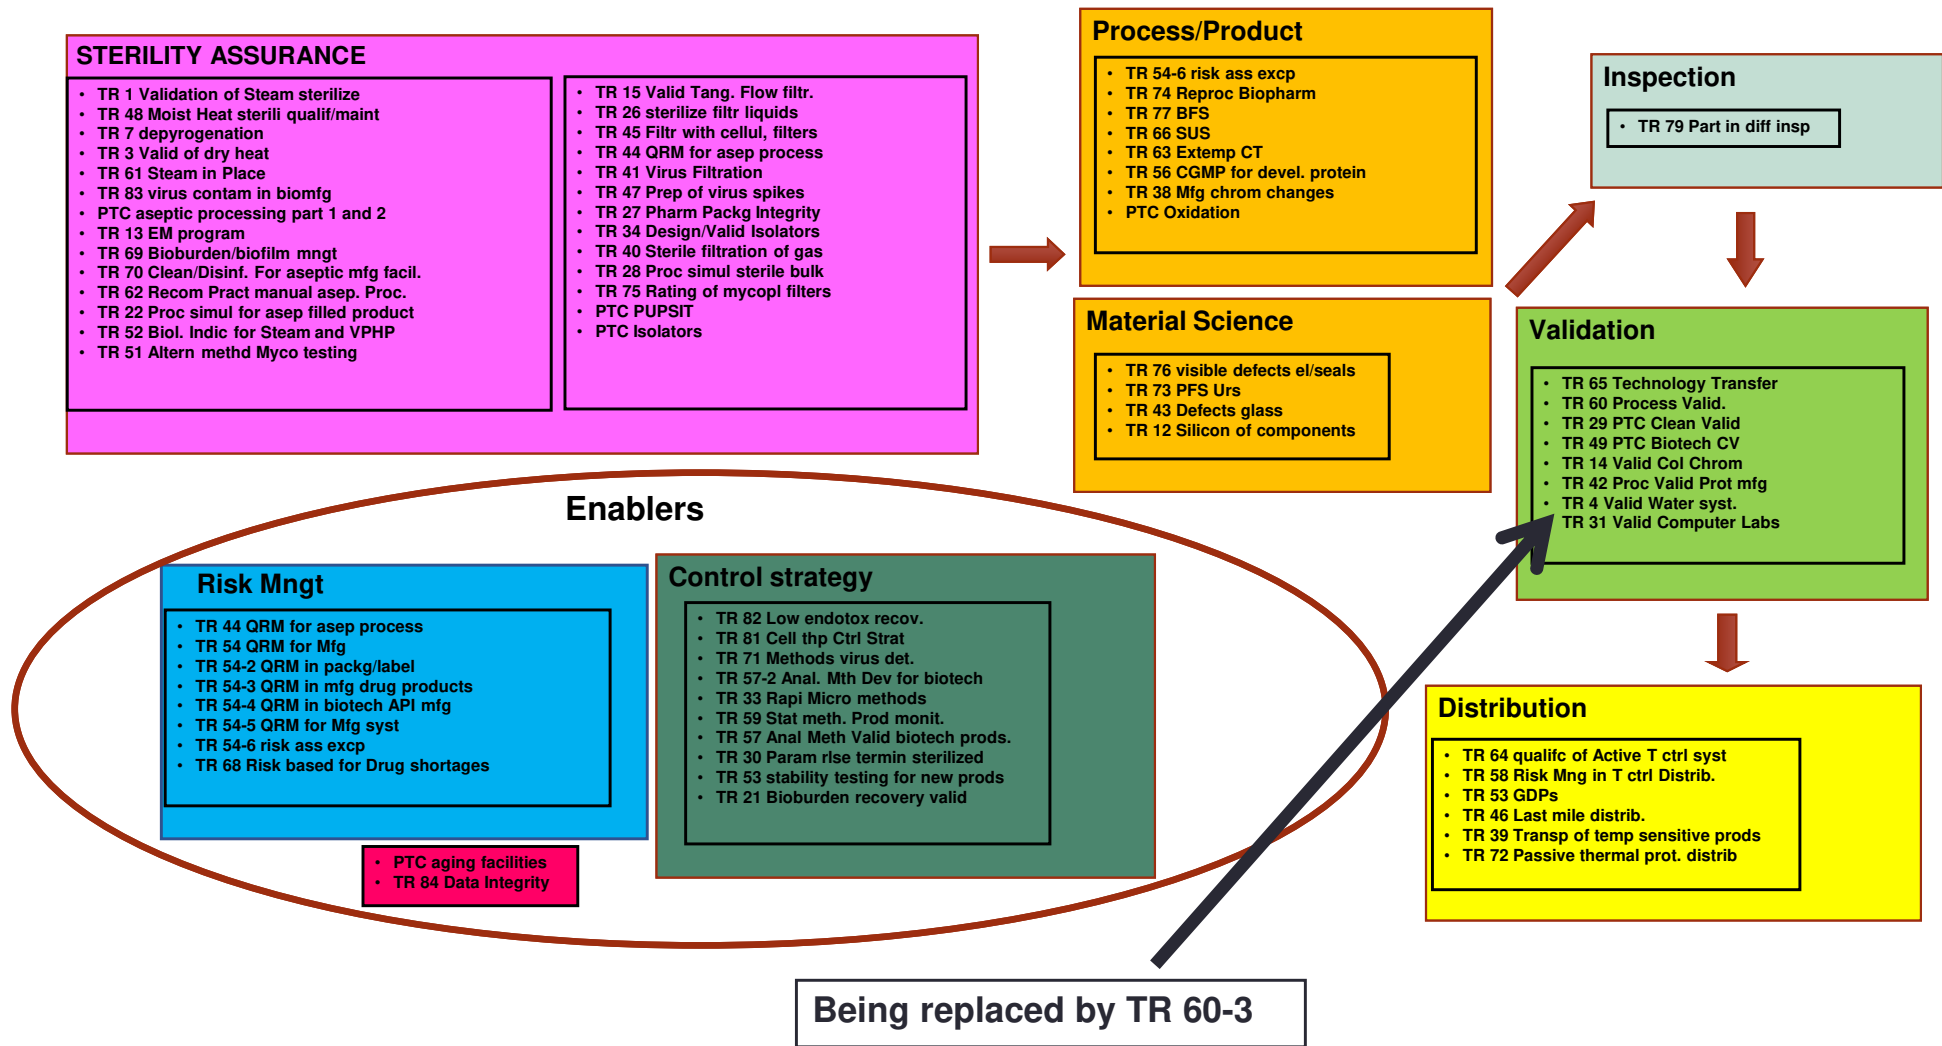 STERILITY ASSURANCE
• TR 1 Validation of Steam sterilize
• TR 48 Moist Heat sterili qualif/maint
• TR 7 depyrogenation
• TR 3 Valid of dry heat
• TR 61 Steam in Place
• TR 83 virus contam in biomfg
• PTC aseptic processing part 1 and 2
• TR 13 EM program
• TR 69 Bioburden/biofilm mngt
• TR 70 Clean/Disinf. For aseptic mfg facil.
• TR 62 Recom Pract manual asep. Proc.
• TR 22 Proc simul for asep filled product
• TR 52 Biol. Indic for Steam and VPHP
• TR 51 Altern methd Myco testing
• TR 15 Valid Tang. Flow filtr.
• TR 26 sterilize filtr liquids
• TR 45 Filtr with cellul, filters
• TR 44 QRM for asep process
• TR 41 Virus Filtration
• TR 47 Prep of virus spikes
• TR 27 Pharm Packg Integrity
• TR 34 Design/Valid Isolators
• TR 40 Sterile filtration of gas
• TR 28 Proc simul sterile bulk
• TR 75 Rating of mycopl filters
• PTC PUPSIT
• PTC Isolators
Process/Product
• TR 54-6 risk ass excp
• TR 74 Reproc Biopharm
• TR 77 BFS
• TR 66 SUS
• TR 63 Extemp CT
• TR 56 CGMP for devel. protein
• TR 38 Mfg chrom changes
• PTC Oxidation
Material Science
• TR 76 visible defects el/seals
• TR 73 PFS Urs
• TR 43 Defects glass
• TR 12 Silicon of components
Inspection
• TR 79 Part in diff insp
Validation
• TR 65 Technology Transfer
• TR 60 Process Valid.
• TR 29 PTC Clean Valid
• TR 49 PTC Biotech CV
• TR 14 Valid Col Chrom
• TR 42 Proc Valid Prot mfg
• TR 4 Valid Water syst.
TR 31 Valid Computer Labs
Enablers
Risk Mngt
• TR 44 QRM for asep process
• TR 54 QRM for Mfg
• TR 54-2 QRM in packg/label
• TR 54-3 QRM in mfg drug products
• TR 54-4 QRM in biotech API mfg
• TR 54-5 QRM for Mfg syst
• TR 54-6 risk ass excp
• TR 68 Risk based for Drug shortages
Control strategy
• TR 82 Low endotox recov.
• TR 81 Cell thp Ctrl Strat
• TR 71 Methods virus det.
• TR 57-2 Anal. Mth Dev for biotech
• TR 33 Rapi Micro methods
• TR 59 Stat meth. Prod monit.
• TR 57 Anal Meth Valid biotech prods.
• TR 30 Param rlse termin sterilized
• TR 53 stability testing for new prods
• TR 21 Bioburden recovery valid
• PTC aging facilities
• TR 84 Data Integrity
Distribution
• TR 64 qualifc of Active T ctrl syst
• TR 58 Risk Mng in T ctrl Distrib.
• TR 53 GDPs
• TR 46 Last mile distrib.
• TR 39 Transp of temp sensitive prods
• TR 72 Passive thermal prot. distrib
Being replaced by TR 60-3